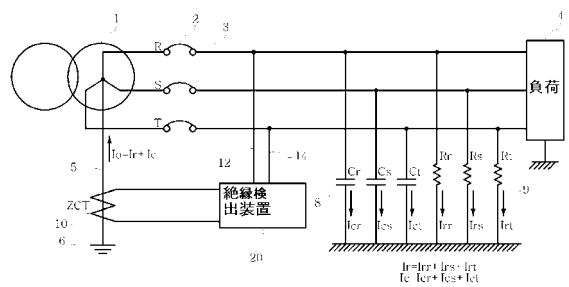 1
2
3
4
R
S
T
負荷
Io=Ir+Ic
5
12
14
Cr
Cs
Ct
Rr
Rs
Rt
ZCT
絶縁検
出装置
8
9
10
6
20
Icr
Ics
Ict
Irr
Irs
Irt
Ir=Irr+Irs+Irt
Ic=Icr+Ics+Ict